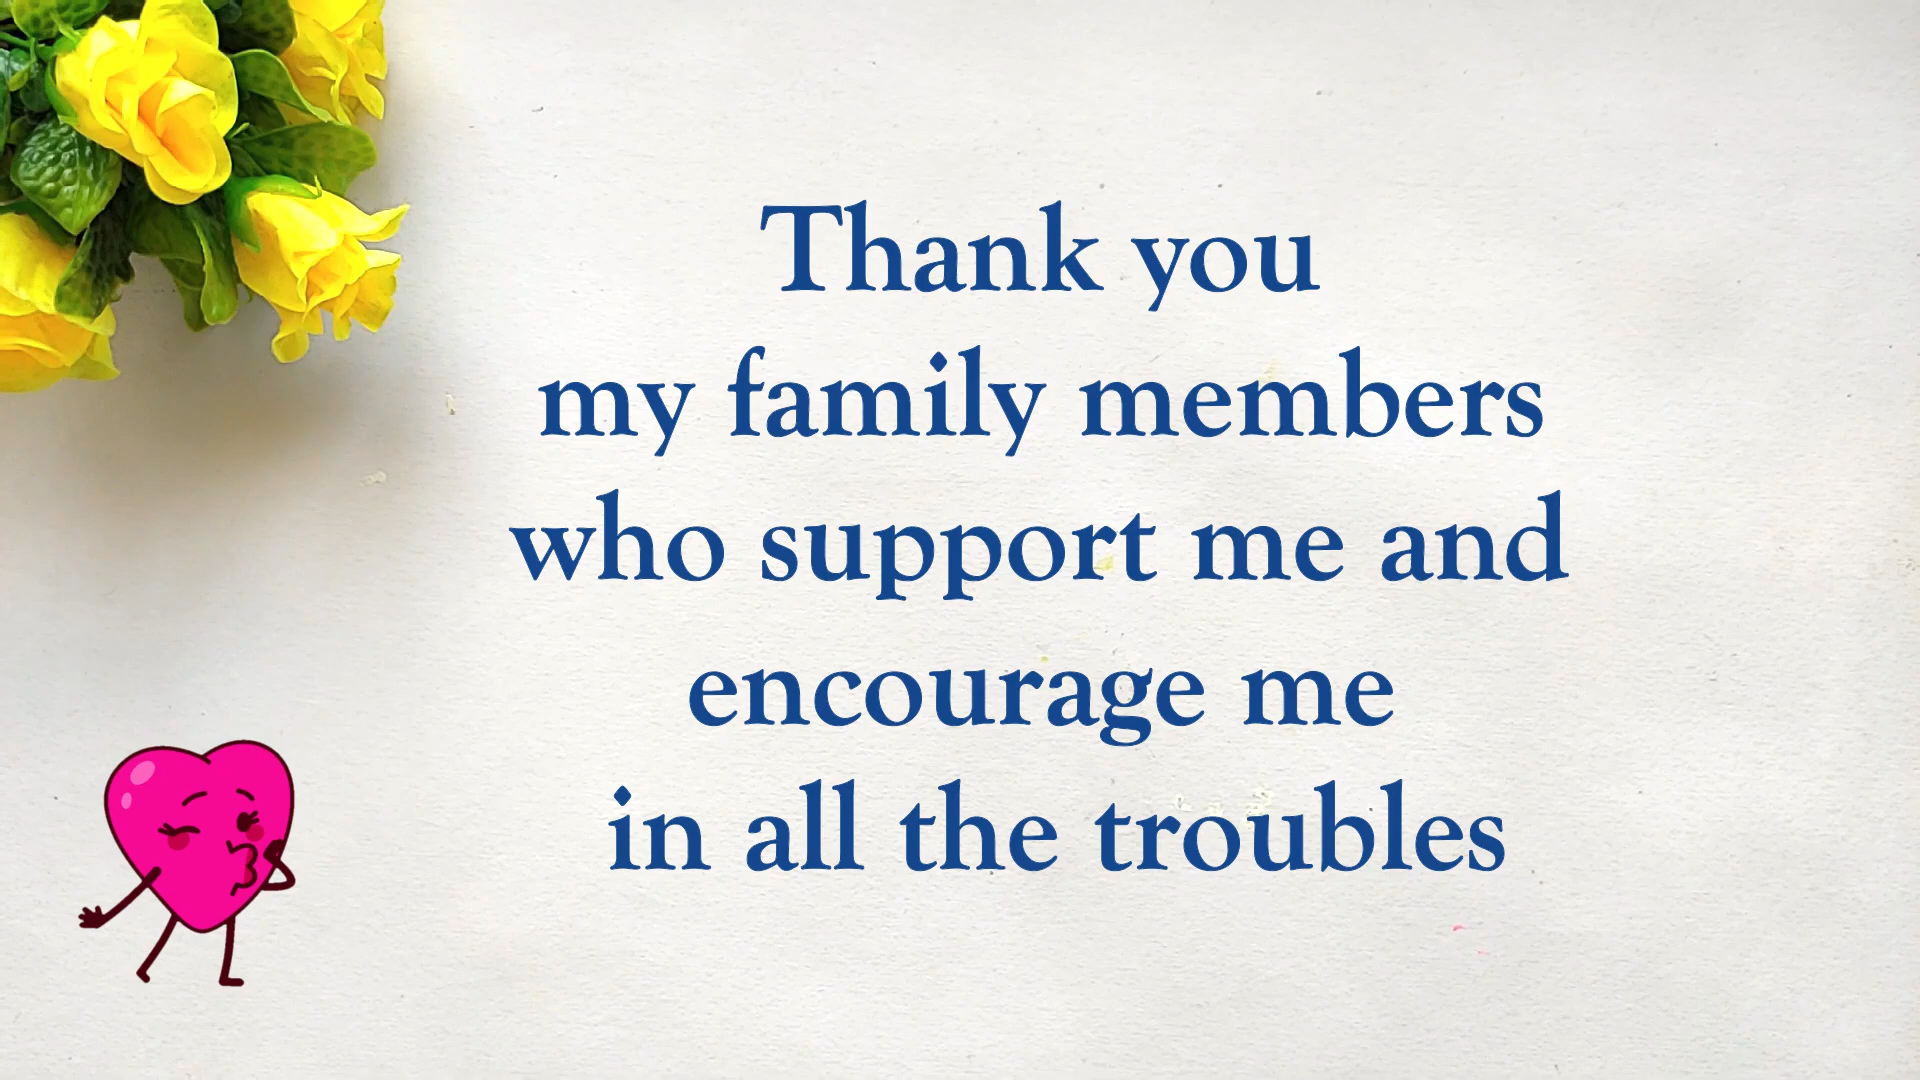 Thank you
my family members
who support me and
encourage me
in all the troubles